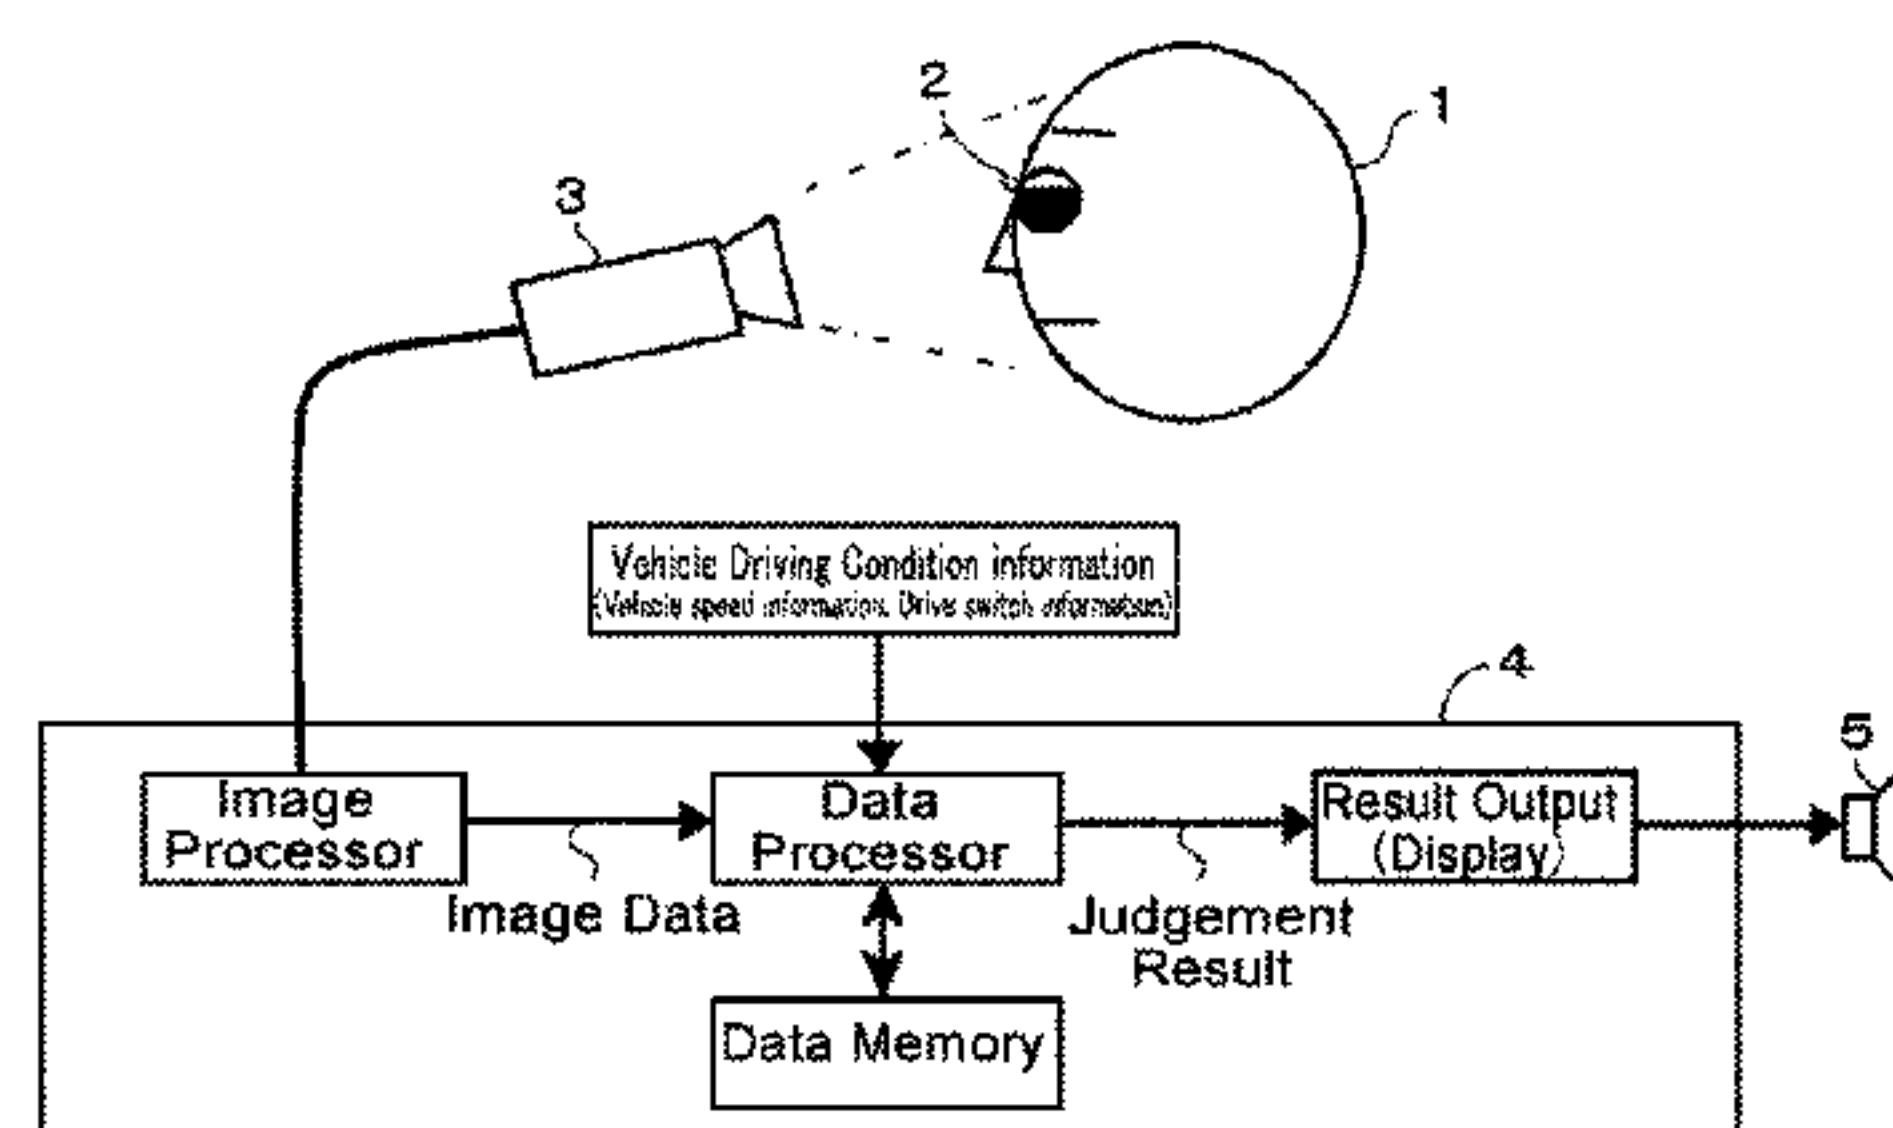 2
1
3
Vehicle Driving Condition information
(Vehicle speed information. Drive switch information)
4
5
Image
Processor
Data
Processor
Result Output
(Display)
Image Data
Judgement
Result
Data Memory